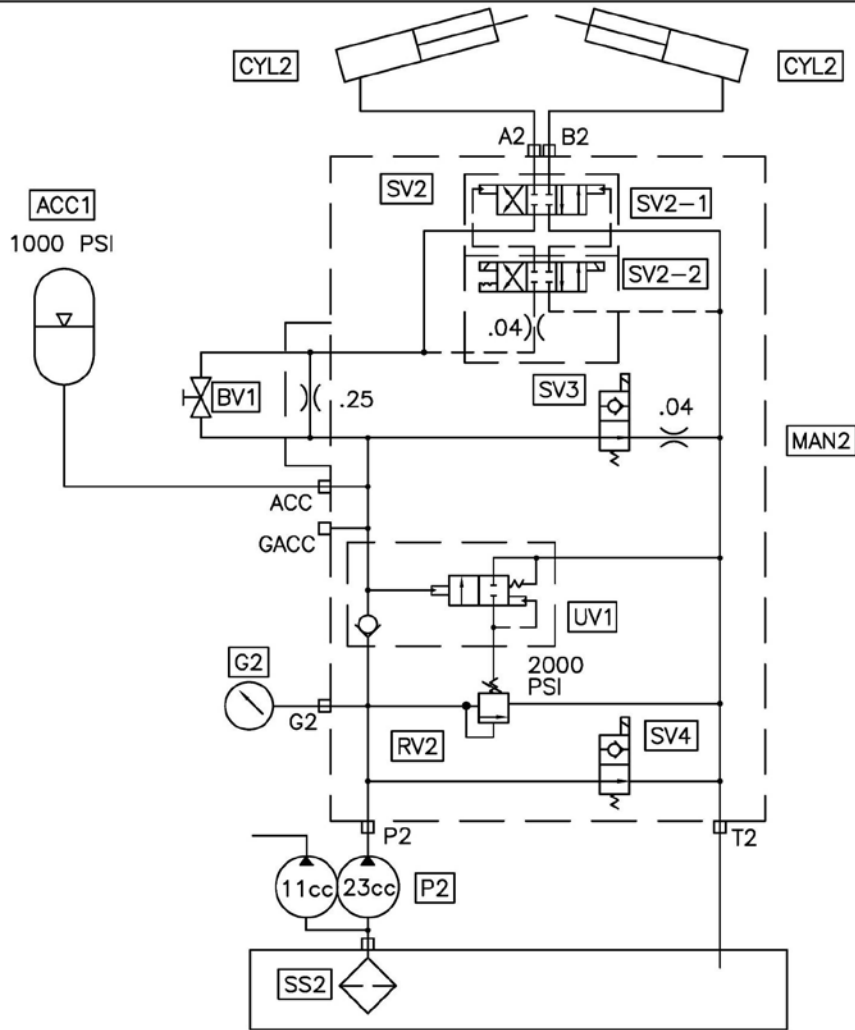 CYL2
CYL2
A2
B2
SV2
SV2-1
ACC1
1000 PSI
SV2-2
.04
BV1
.25
SV3
.04
MAN2
ACC
GACC
UV1
G2
2000
PSI
G2
RV2
SV4
P2
T2
11cc
23cc
P2
SS2